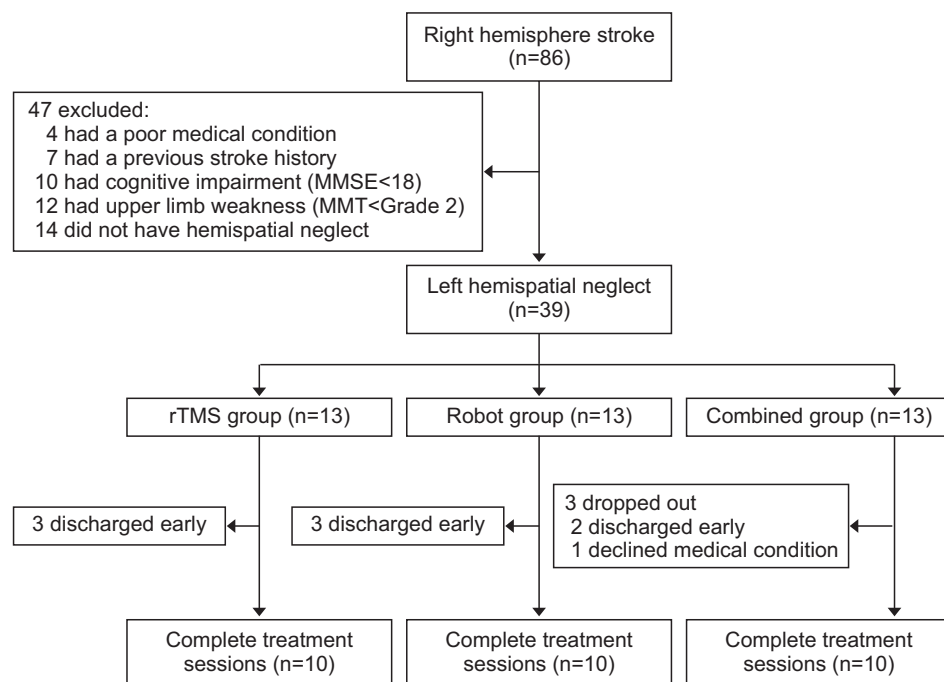 Right hemisphere stroke
(n=86)
47 excluded:
4 had a poor medical condition
7 had a previous stroke history
10 had cognitive impairment (MMSE<18)
12 had upper limb weakness (MMT<Grade 2)
14 did not have hemispatial neglect
Left hemispatial neglect
(n=39)
rTMS group (n=13)
Robot group (n=13)
Combined group (n=13)
3 discharged early
3 discharged early
3 dropped out
2 discharged early
1 declined medical condition
Complete treatment
sessions (n=10)
Complete treatment
sessions (n=10)
Complete treatment
sessions (n=10)